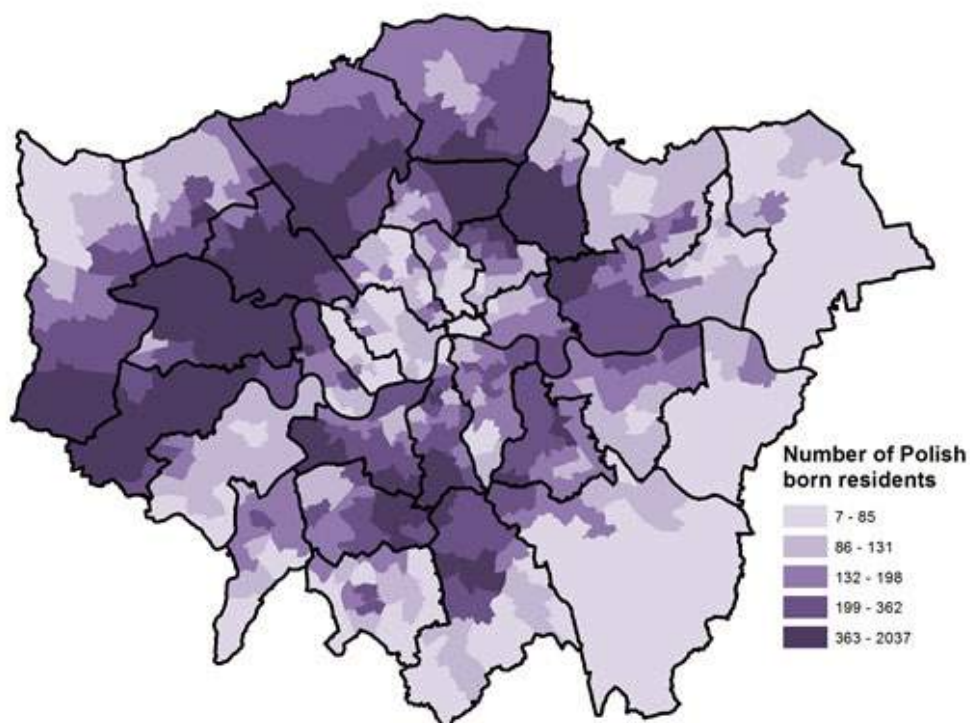 Number of Polish
born residents
7 - 85
86 - 131
132 - 198
199 - 362
363 - 2037